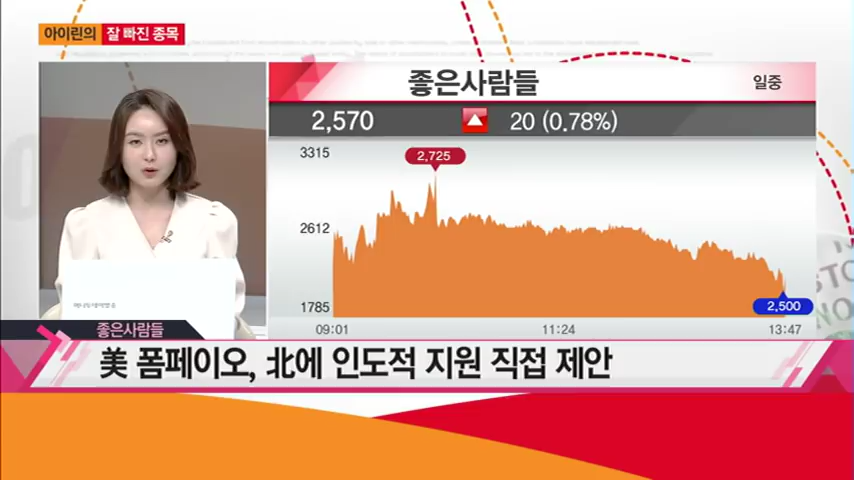 아이린의 잘 빠진 종목
좋은사람들
일중
2,570
20 (0.78%)
3315
2,725
2612
1785
2,500
09:01
11:24
13:47
좋은사람들
美 폼페이오, 北에 인도적 지원 직접 제안